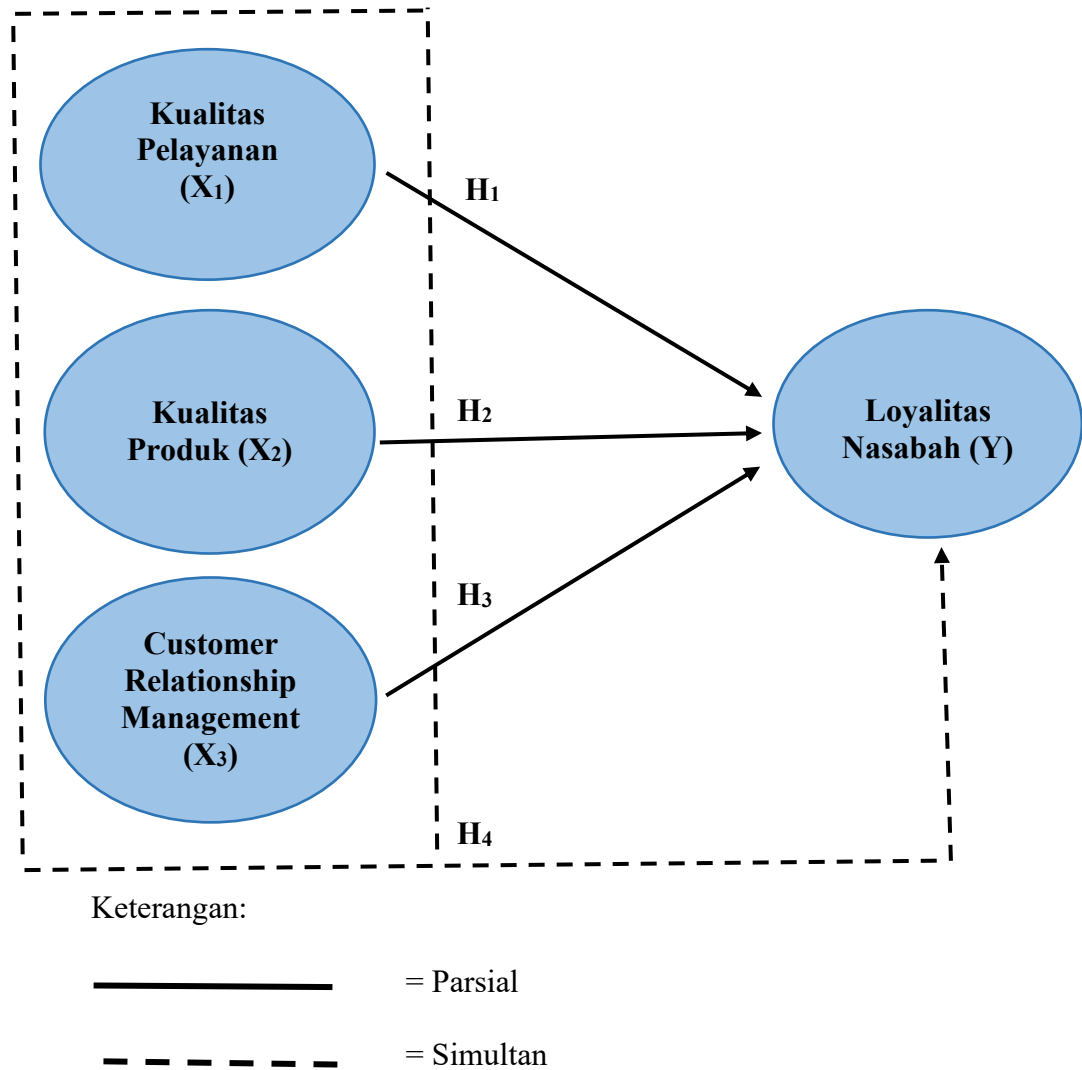 Kualitas
Pelayanan
(X₁)
H₁
Kualitas
Produk (X₂)
H₂
Loyalitas
Nasabah (Y)
H₃
Customer
Relationship
Management
(X₃)
H₄
Keterangan:
= Parsial
= Simultan